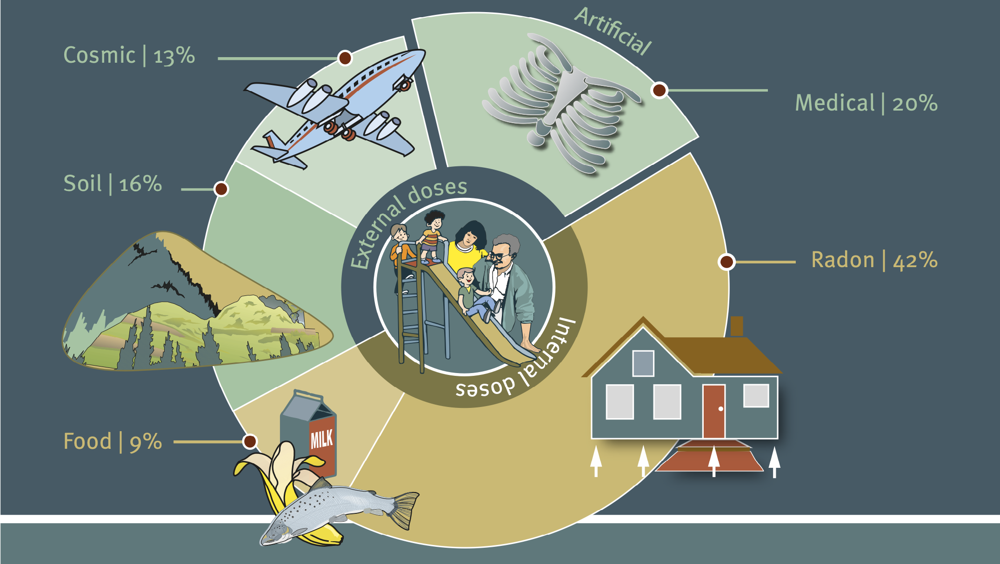 Artificial
Cosmic | 13%
Medical | 20%
Soil | 16%
External doses
Radon | 42%
Internal doses
Food | 9%
MILK